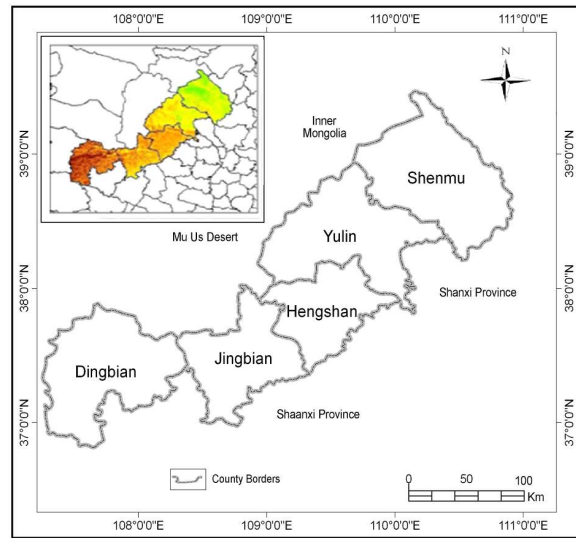 108°0'0"E 109°0'0"E 110°0'0"E 111°0'0"E
N
Inner
Mongolia
39°0'0"N
39°0'0"N
Shenmu
Mu Us Desert
Yulin
38°0'0"N
38°0'0"N
Shanxi Province
Hengshan
Jingbian
Dingbian
37°0'0"N
37°0'0"N
Shaanxi Province
County Borders
0 50 100
Km
108°0'0"E 109°0'0"E 110°0'0"E 111°0'0"E